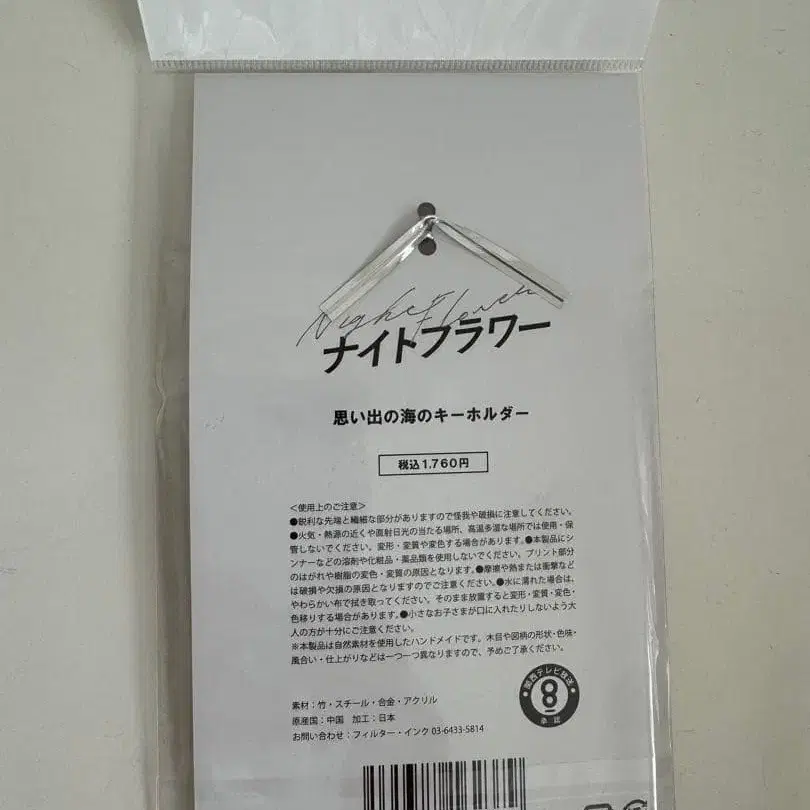 Night Flower
ナイトフラワー
思い出の海のキーホルダー
税込1,760円
＜使用上のご注意＞
●鋭利な先端と繊細な部分がありますので怪我や破損に注意してください。
●火気・熱源の近くや直射日光の当たる場所、高温多湿な場所では使用・保
管しないでください。変形・変質や変色する場合があります。●本製品にシ
ンナーなどの溶剤や化粧品・薬品類を使用しないでください。プリント部分
のはがれや樹脂の変色・変質の原因となります。●摩擦や熱または衝撃など
は破損や欠損の原因となりますのでご注意ください。●水に濡れた場合は、
やわらかい布で拭き取ってください。そのまま放置すると変形・変質・変色・
色移りする場合があります。●小さなお子さまが口に入れたりしないよう大
人の方が十分にご注意ください。
※本製品は自然素材を使用したハンドメイドです。木目や図柄の形状・色味・
風合い・仕上がりなどは一つ一つ異なりますので、予めご了承ください。
関西テレビ放送
8
承認
素材：竹・スチール・合金・アクリル
原産国：中国　加工：日本
お問い合わせ：フィルター・インク 03-6433-5814